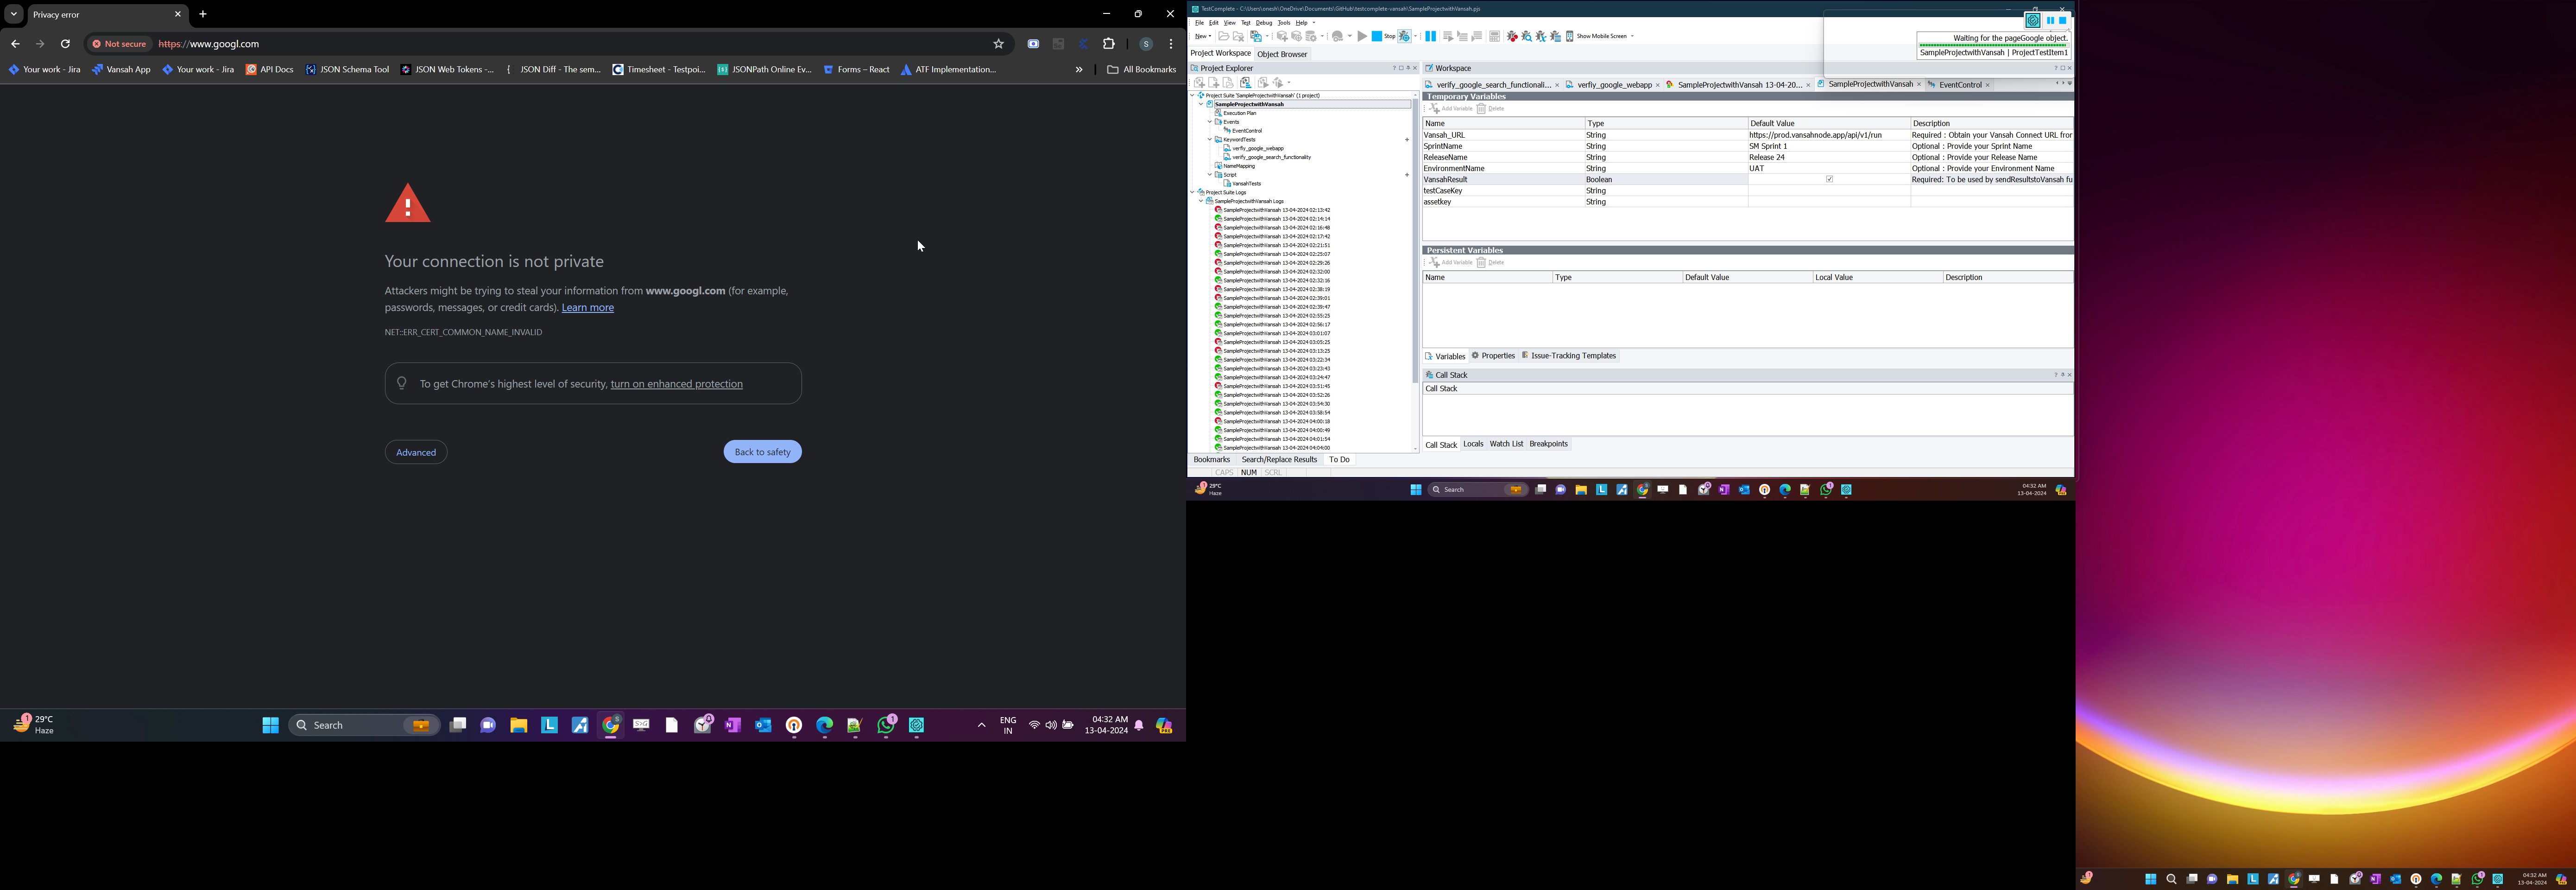 Privacy error
Not secure
https://www.googl.com
S
Your work - Jira
Vansah App
Your work - Jira
API Docs
JSON Schema Tool
JSON Web Tokens -...
JSON Diff - The sem...
Timesheet - Testpoi...
JSONPath Online Ev...
Forms – React
ATF Implementation...
All Bookmarks
Your connection is not private
Attackers might be trying to steal your information from www.googl.com (for example,
passwords, messages, or credit cards). Learn more
NET::ERR_CERT_COMMON_NAME_INVALID
To get Chrome's highest level of security, turn on enhanced protection
Advanced
Back to safety
29°C
Haze
Search
ENG
IN
04:32 AM
13-04-2024
TestComplete - C:\Users\onesh\OneDrive\Documents\GitHub\testcomplete-vansah\SampleProjectwithVansah.pjs
File Edit View Test Debug Tools Help
New
Stop
Show Mobile Screen
Waiting for the pageGoogle object.
SampleProjectwithVansah | ProjectTestItem1
Project Workspace Object Browser
Project Explorer
Project Suite 'SampleProjectwithVansah' (1 project)
SampleProjectwithVansah
Execution Plan
Events
EventControl
KeywordTests
verfiy_google_webapp
verify_google_search_functionality
NameMapping
Script
VansahTests
Project Suite Logs
SampleProjectwithVansah Logs
SampleProjectwithVansah 13-04-2024 02:13:42
SampleProjectwithVansah 13-04-2024 02:14:14
SampleProjectwithVansah 13-04-2024 02:16:48
SampleProjectwithVansah 13-04-2024 02:17:42
SampleProjectwithVansah 13-04-2024 02:21:51
SampleProjectwithVansah 13-04-2024 02:25:07
SampleProjectwithVansah 13-04-2024 02:29:26
SampleProjectwithVansah 13-04-2024 02:32:00
SampleProjectwithVansah 13-04-2024 02:32:16
SampleProjectwithVansah 13-04-2024 02:38:19
SampleProjectwithVansah 13-04-2024 02:39:01
SampleProjectwithVansah 13-04-2024 02:39:47
SampleProjectwithVansah 13-04-2024 02:55:25
SampleProjectwithVansah 13-04-2024 02:56:17
SampleProjectwithVansah 13-04-2024 03:01:07
SampleProjectwithVansah 13-04-2024 03:05:25
SampleProjectwithVansah 13-04-2024 03:13:25
SampleProjectwithVansah 13-04-2024 03:22:34
SampleProjectwithVansah 13-04-2024 03:23:43
SampleProjectwithVansah 13-04-2024 03:24:47
SampleProjectwithVansah 13-04-2024 03:51:45
SampleProjectwithVansah 13-04-2024 03:52:26
SampleProjectwithVansah 13-04-2024 03:54:30
SampleProjectwithVansah 13-04-2024 03:58:54
SampleProjectwithVansah 13-04-2024 04:00:18
SampleProjectwithVansah 13-04-2024 04:00:49
SampleProjectwithVansah 13-04-2024 04:01:54
SampleProjectwithVansah 13-04-2024 04:04:00
Bookmarks Search/Replace Results To Do
CAPS NUM SCRL
Workspace
verify_google_search_functionali...
verfiy_google_webapp
SampleProjectwithVansah 13-04-20...
SampleProjectwithVansah
EventControl
Temporary Variables
Add Variable Delete
Name Type Default Value Description
Vansah_URL String https://prod.vansahnode.app/api/v1/run Required : Obtain your Vansah Connect URL fror
SprintName String SM Sprint 1 Optional : Provide your Sprint Name
ReleaseName String Release 24 Optional : Provide your Release Name
EnvironmentName String UAT Optional : Provide your Environment Name
VansahResult Boolean Required: To be used by sendResultstoVansah fu
testCaseKey String
assetkey String
Persistent Variables
Add Variable Delete
Name Type Default Value Local Value Description
Variables Properties Issue-Tracking Templates
Call Stack
Call Stack
Call Stack Locals Watch List Breakpoints
29°C
Haze
Search
04:32 AM
13-04-2024
04:32 AM
13-04-2024